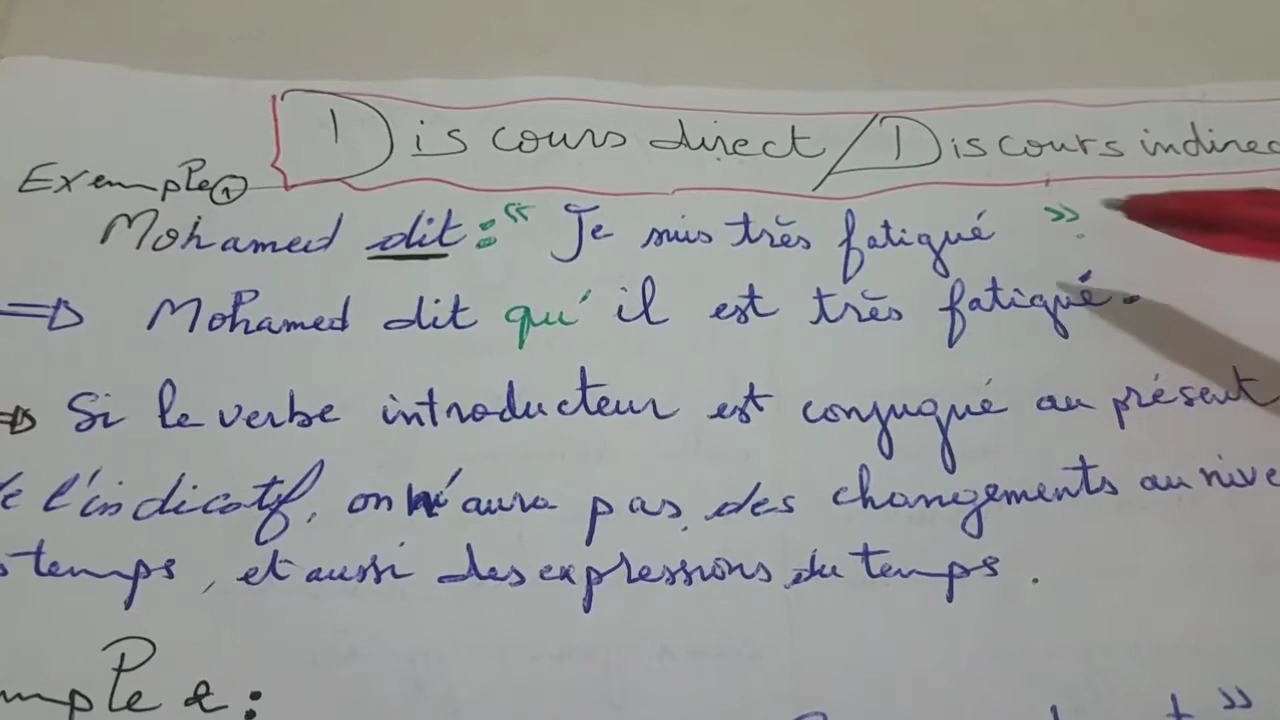 Discours direct / Discours indirec
Exemple 1
Mohamed dit : « Je suis très fatigué »
⇒ Mohamed dit qu'il est très fatigué.
⇒ Si le verbe introducteur est conjugué au présent
de l'indicatif, on n'aura pas des changements au nive
temps, et aussi des expressions du temps.
mple 2 :